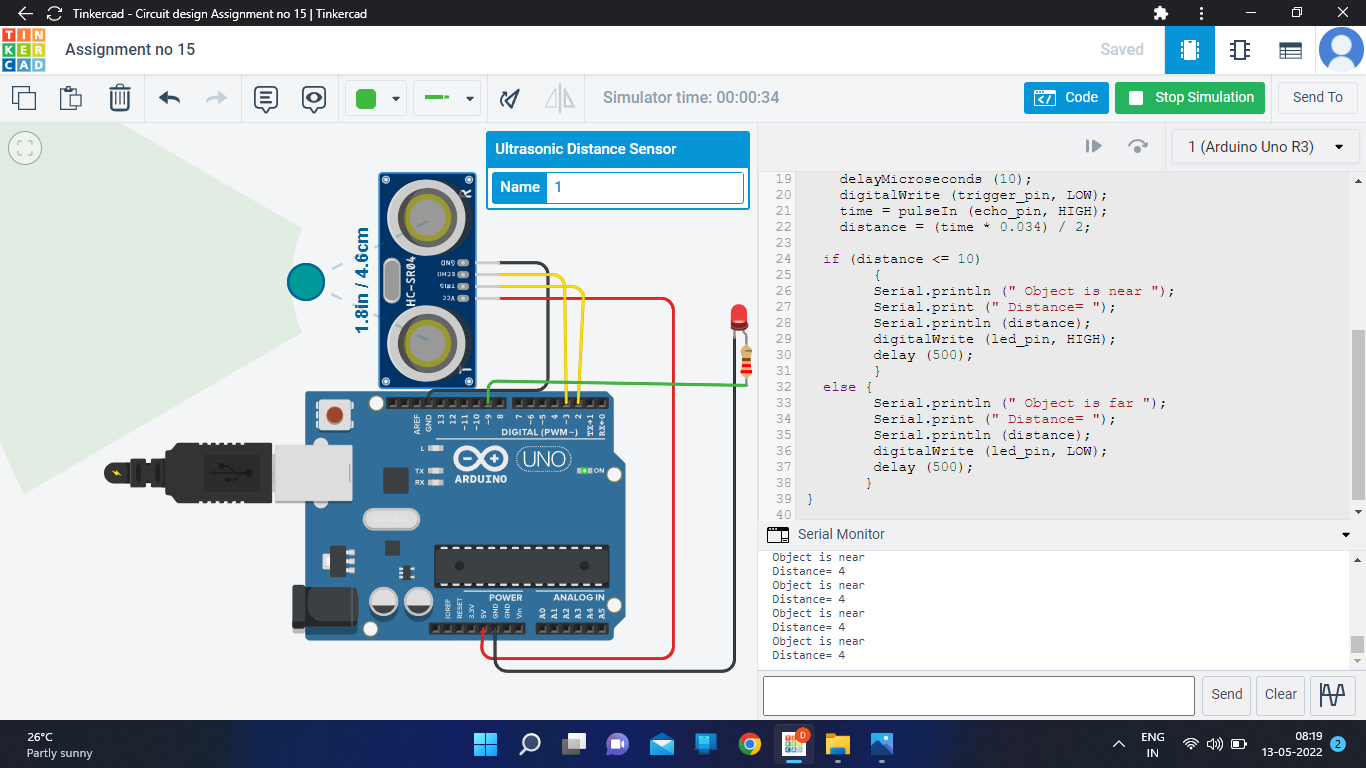 Tinkercad - Circuit design Assignment no 15 | Tinkercad
TIN
KER
CAD
Assignment no 15
Saved
Simulator time: 00:00:34
Code
Stop Simulation
Send To
Ultrasonic Distance Sensor
Name 1
1 (Arduino Uno R3)
1.8in / 4.6cm
HC-SR04
GND
ECHO
TRIG
VCC
R
AREF
GND
13
12
~11
~10
~9
8
7
~6
~5
4
~3
2
TX→1
RX←0
DIGITAL (PWM~)
L
TX
RX
UNO
ARDUINO
ON
POWER
ANALOG IN
IOREF
RESET
3.3V
5V
GND
GND
Vin
A0
A1
A2
A3
A4
A5
19 delayMicroseconds (10);
20 digitalWrite (trigger_pin, LOW);
21 time = pulseIn (echo_pin, HIGH);
22 distance = (time * 0.034) / 2;
23
24 if (distance <= 10)
25 {
26 Serial.println (" Object is near ");
27 Serial.print (" Distance= ");
28 Serial.println (distance);
29 digitalWrite (led_pin, HIGH);
30 delay (500);
31 }
32 else {
33 Serial.println (" Object is far ");
34 Serial.print (" Distance= ");
35 Serial.println (distance);
36 digitalWrite (led_pin, LOW);
37 delay (500);
38 }
39 }
40
Serial Monitor
Object is near
Distance= 4
Object is near
Distance= 4
Object is near
Distance= 4
Object is near
Distance= 4
Send
Clear
26°C
Partly sunny
D
ENG
IN
08:19
13-05-2022
2